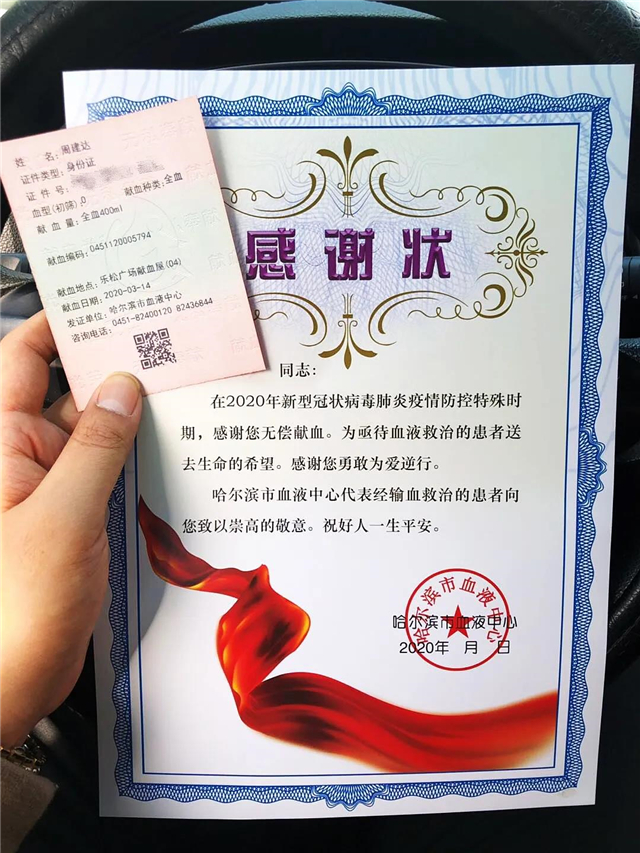 姓　名:周建达
证件类型:身份证
证 件 号:
血型(初筛):O　献血种类:全血
献 血 量:全血400ml
献血编码:0451120005794
献血地点:乐松广场献血屋(04)
献血日期:2020-03-14
发证单位:哈尔滨市血液中心
咨询电话:0451-82400120 82436844
感谢状
同志:
在2020年新型冠状病毒肺炎疫情防控特殊时
期，感谢您无偿献血。为亟待血液救治的患者送
去生命的希望。感谢您勇敢为爱逆行。
哈尔滨市血液中心代表经输血救治的患者向
您致以崇高的敬意。祝好人一生平安。
哈尔滨市血液中心
2020年　月　日
哈尔滨市血液中心